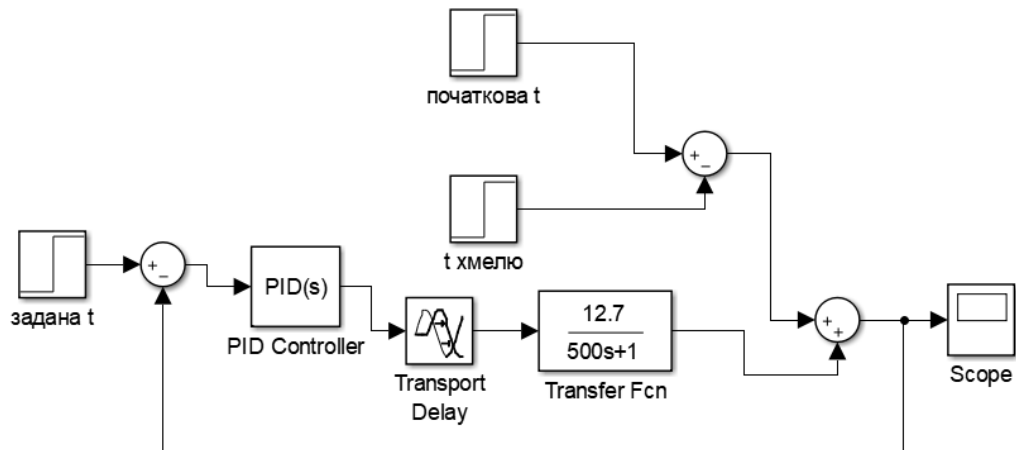 початкова t
t хмелю
задана t
PID(s)
PID Controller
Transport
Delay
12.7
500s+1
Transfer Fcn
Scope